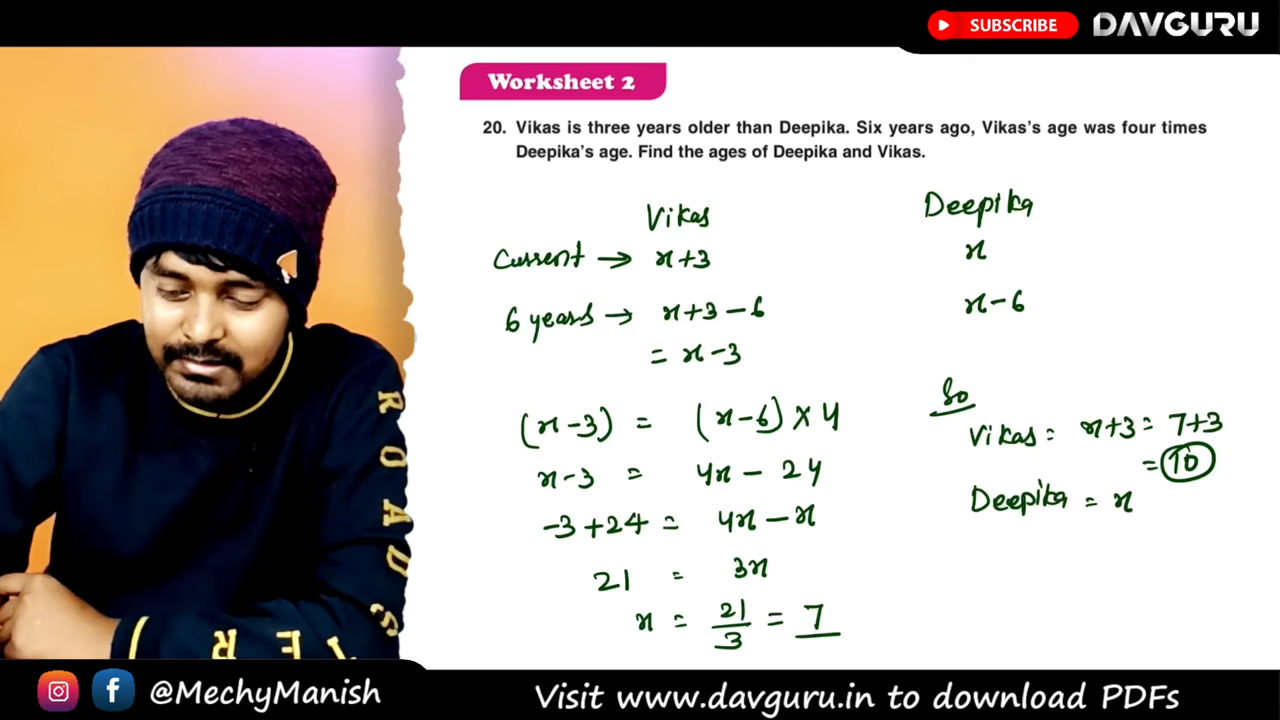 SUBSCRIBE DAVGURU
Worksheet 2
20. Vikas is three years older than Deepika. Six years ago, Vikas's age was four times
Deepika's age. Find the ages of Deepika and Vikas.
Vikas Deepika
Current → x+3 x
6 years → x+3-6 x-6
= x-3
(x-3) = (x-6) × 4
x-3 = 4x - 24
-3+24 = 4x - x
21 = 3x
x = 21/3 = 7
So
Vikas = x+3 = 7+3
= 10
Deepika = x
ROADS
TER
@MechyManish
Visit www.davguru.in to download PDFs